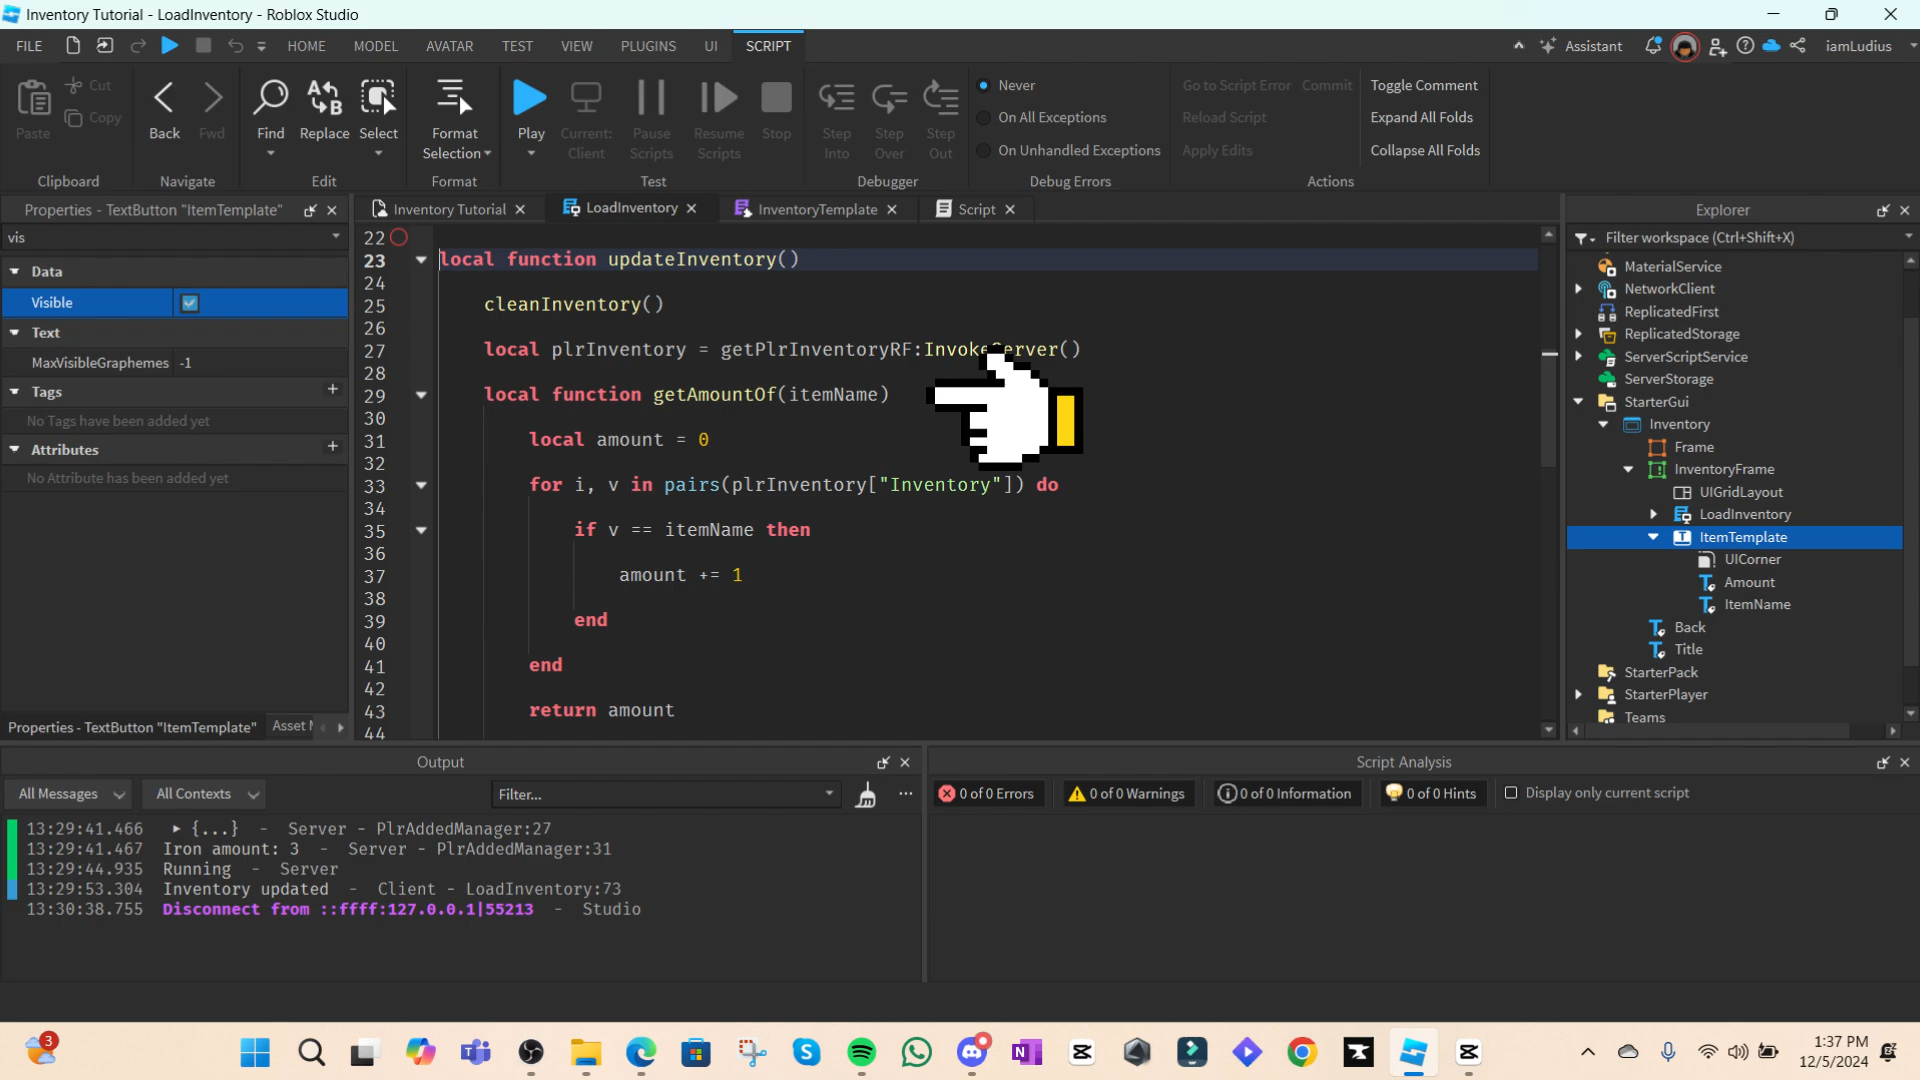 Inventory Tutorial - LoadInventory - Roblox Studio
FILE HOME MODEL AVATAR TEST VIEW PLUGINS UI SCRIPT Assistant iamLudius
Paste Cut Copy
Back Fwd
Find Replace Select
Format Selection
Play Current: Client Pause Scripts Resume Scripts Stop
Step Into Step Over Step Out
Never
On All Exceptions
On Unhandled Exceptions
Go to Script Error Commit Toggle Comment
Reload Script Expand All Folds
Apply Edits Collapse All Folds
Clipboard Navigate Edit Format Test Debugger Debug Errors Actions
Properties - TextButton "ItemTemplate"
vis
Data
Visible
Text
MaxVisibleGraphemes -1
Tags +
No Tags have been added yet
Attributes +
No Attribute has been added yet
Properties - TextButton "ItemTemplate" Asset
Inventory Tutorial LoadInventory InventoryTemplate Script
22
23 local function updateInventory()
24
25 cleanInventory()
26
27 local plrInventory = getPlrInventoryRF:InvokeServer()
28
29 local function getAmountOf(itemName)
30
31 local amount = 0
32
33 for i, v in pairs(plrInventory["Inventory"]) do
34
35 if v == itemName then
36
37 amount += 1
38
39 end
40
41 end
42
43 return amount
44
Explorer
Filter workspace (Ctrl+Shift+X)
MaterialService
NetworkClient
ReplicatedFirst
ReplicatedStorage
ServerScriptService
ServerStorage
StarterGui
Inventory
Frame
InventoryFrame
UIGridLayout
LoadInventory
ItemTemplate
UICorner
Amount
ItemName
Back
Title
StarterPack
StarterPlayer
Teams
Output
All Messages All Contexts Filter...
13:29:41.466 {...} - Server - PlrAddedManager:27
13:29:41.467 Iron amount: 3 - Server - PlrAddedManager:31
13:29:44.935 Running - Server
13:29:53.304 Inventory updated - Client - LoadInventory:73
13:30:38.755 Disconnect from ::ffff:127.0.0.1|55213 - Studio
Script Analysis
0 of 0 Errors 0 of 0 Warnings 0 of 0 Information 0 of 0 Hints Display only current script
3
1:37 PM
12/5/2024